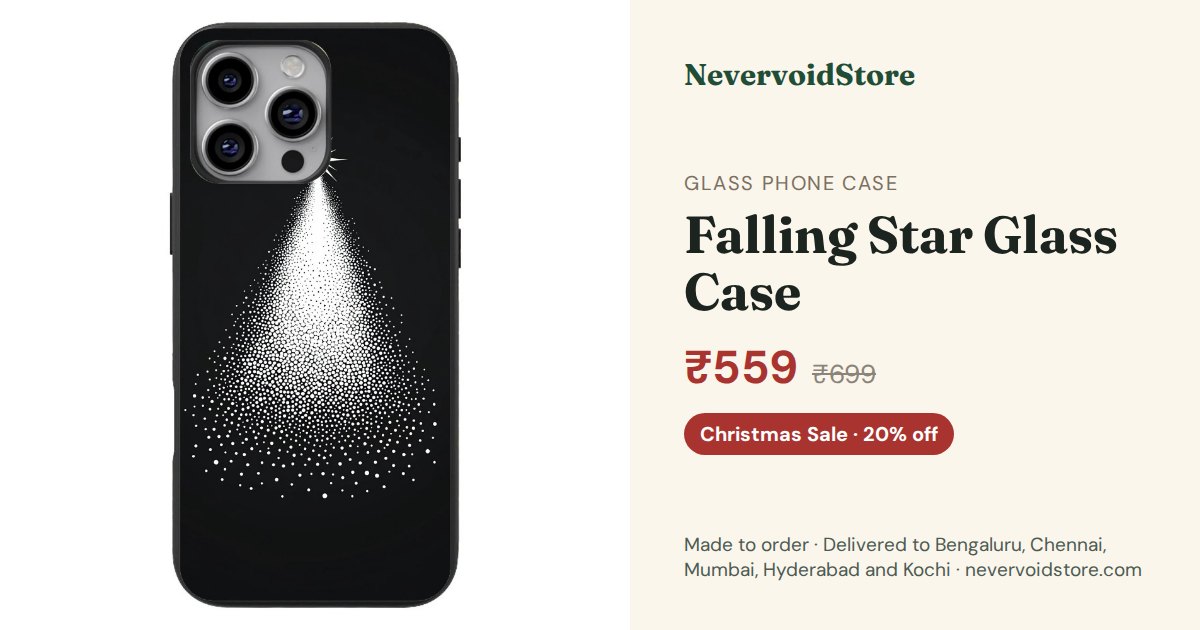 NevervoidStore
GLASS PHONE CASE
Falling Star Glass
Case
₹559 ₹699
Christmas Sale · 20% off
Made to order · Delivered to Bengaluru, Chennai,
Mumbai, Hyderabad and Kochi · nevervoidstore.com